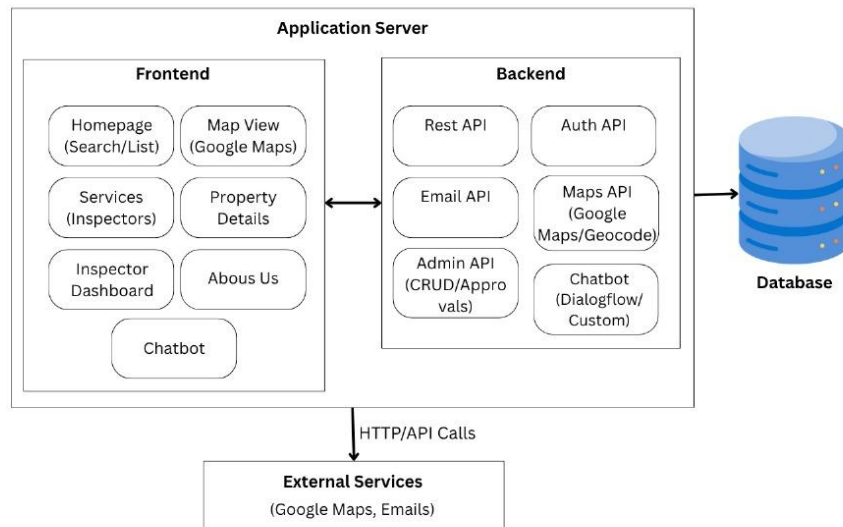 Application Server
Frontend
Homepage
(Search/List)
Map View
(Google Maps)
Services
(Inspectors)
Property
Details
Inspector
Dashboard
Abous Us
Chatbot
Backend
Rest API
Auth API
Email API
Maps API
(Google
Maps/Geocode)
Admin API
(CRUD/Appro
vals)
Chatbot
(Dialogflow/
Custom)
Database
HTTP/API Calls
External Services
(Google Maps, Emails)